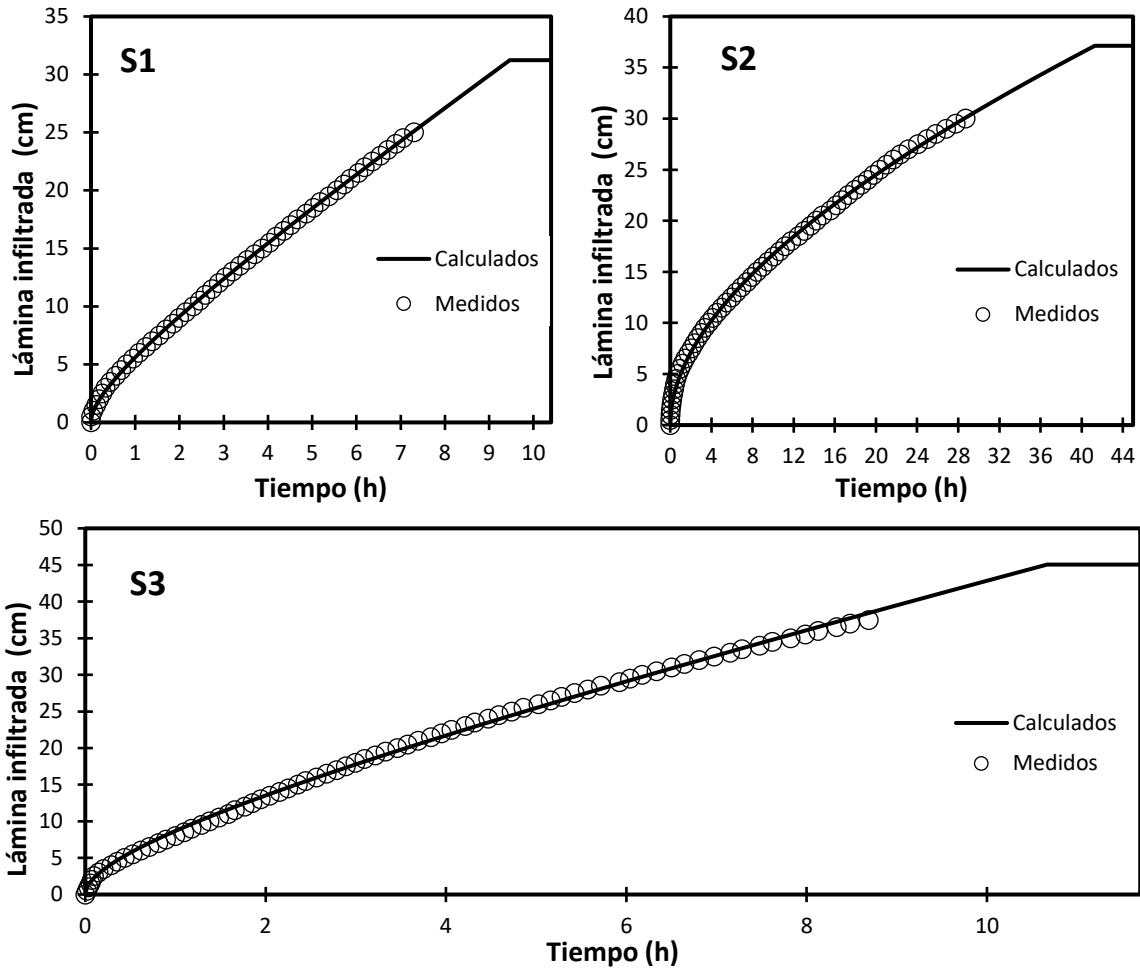 S1
Lámina infiltrada (cm)
35
30
25
20
15
10
5
0
Calculados
Medidos
0 1 2 3 4 5 6 7 8 9 10
Tiempo (h)
S2
Lámina infiltrada (cm)
40
35
30
25
20
15
10
5
0
Calculados
Medidos
0 4 8 12 16 20 24 28 32 36 40 44
Tiempo (h)
S3
Lámina infiltrada (cm)
50
45
40
35
30
25
20
15
10
5
0
Calculados
Medidos
0 2 4 6 8 10
Tiempo (h)